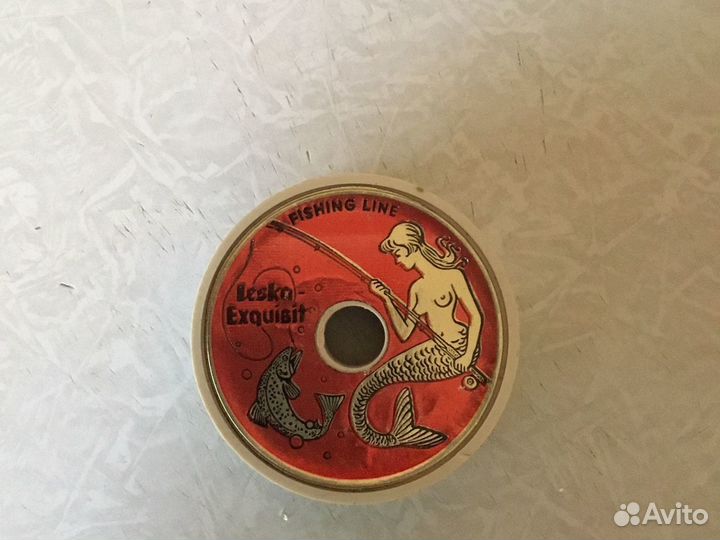 FISHING LINE
Leska-
Exquisit
Avito